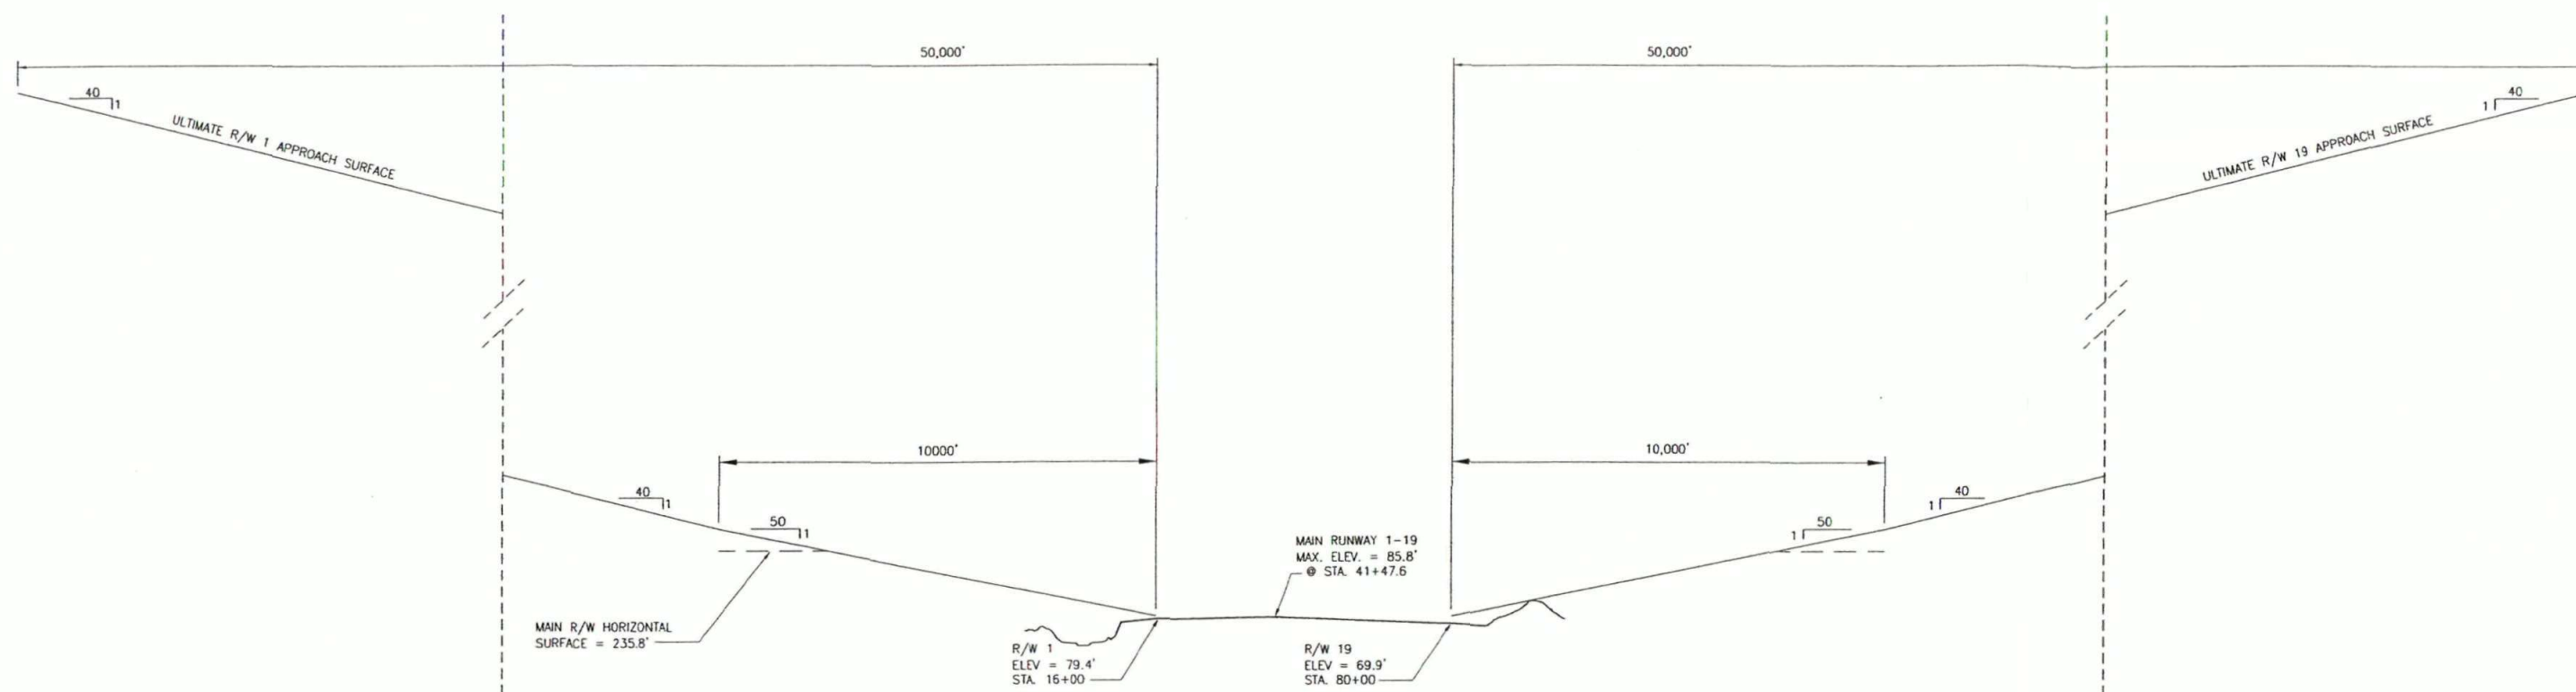 50,000'
50,000'
40
1
1
40
ULTIMATE R/W 1 APPROACH SURFACE
ULTIMATE R/W 19 APPROACH SURFACE
10000'
10,000'
40
1
50
1
1
50
1
40
MAIN RUNWAY 1-19
MAX. ELEV. = 85.8'
@ STA. 41+47.6
MAIN R/W HORIZONTAL
SURFACE = 235.8'
R/W 1
ELEV = 79.4'
STA. 16+00
R/W 19
ELEV = 69.9'
STA. 80+00